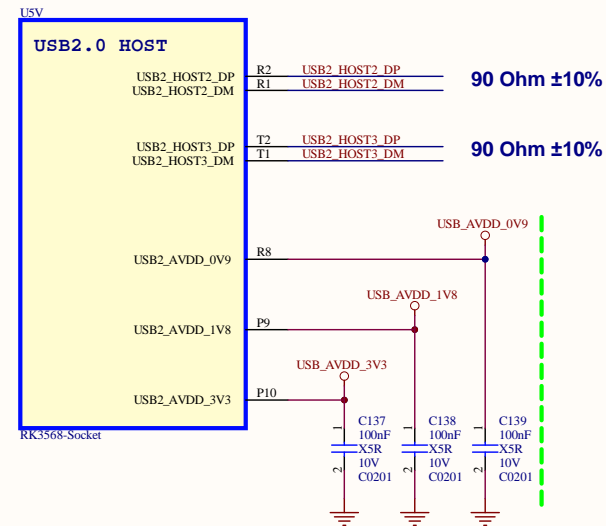 U5V
USB2.0 HOST
USB2_HOST2_DP R2 USB2_HOST2_DP
USB2_HOST2_DM R1 USB2_HOST2_DM
90 Ohm ±10%
USB2_HOST3_DP T2 USB2_HOST3_DP
USB2_HOST3_DM T1 USB2_HOST3_DM
90 Ohm ±10%
USB_AVDD_0V9
USB2_AVDD_0V9 R8
USB_AVDD_1V8
USB2_AVDD_1V8 P9
USB_AVDD_3V3
USB2_AVDD_3V3 P10
RK3568-Socket
1 C137
100nF
X5R
2 10V
C0201
1 C138
100nF
X5R
2 10V
C0201
1 C139
100nF
X5R
2 10V
C0201